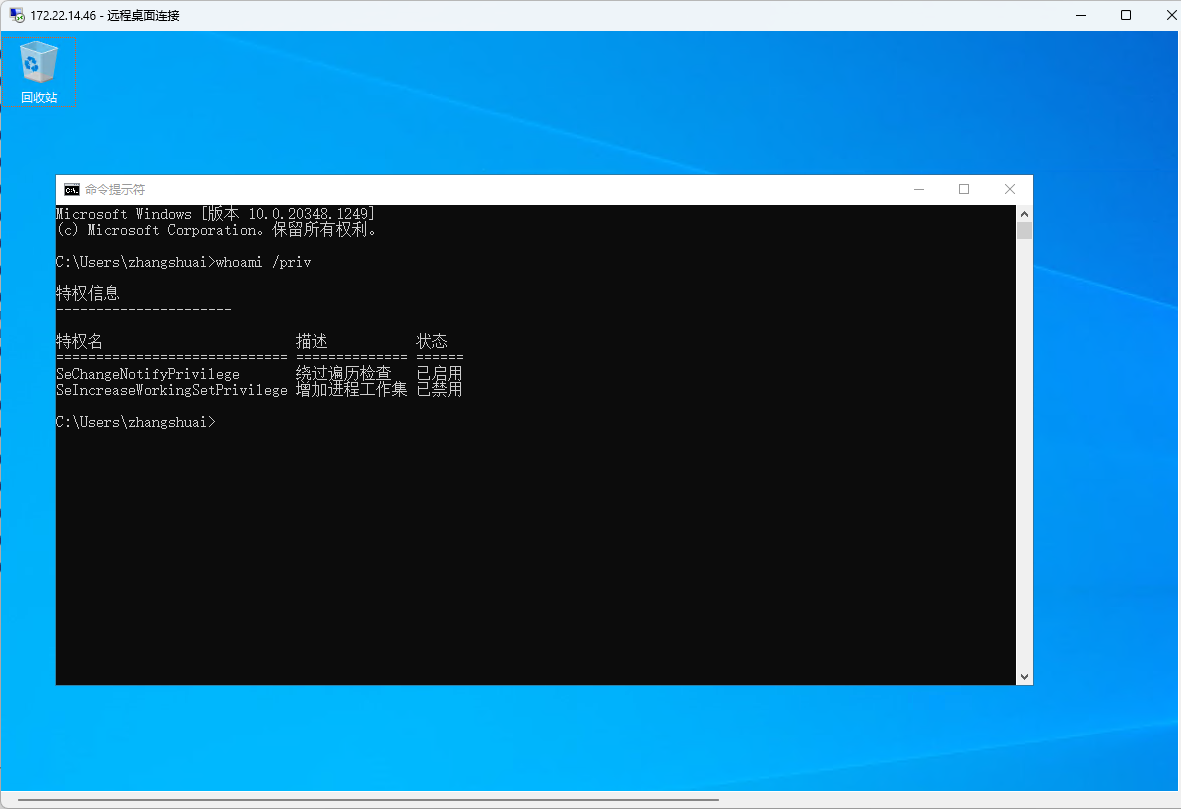 172.22.14.46 - 远程桌面连接
回收站
命令提示符
Microsoft Windows [版本 10.0.20348.1249]
(c) Microsoft Corporation。保留所有权利。
C:\Users\zhangshuai>whoami /priv
特权信息
----------------------
特权名 描述 状态
============================= ============== ======
SeChangeNotifyPrivilege 绕过遍历检查 已启用
SeIncreaseWorkingSetPrivilege 增加进程工作集 已禁用
C:\Users\zhangshuai>